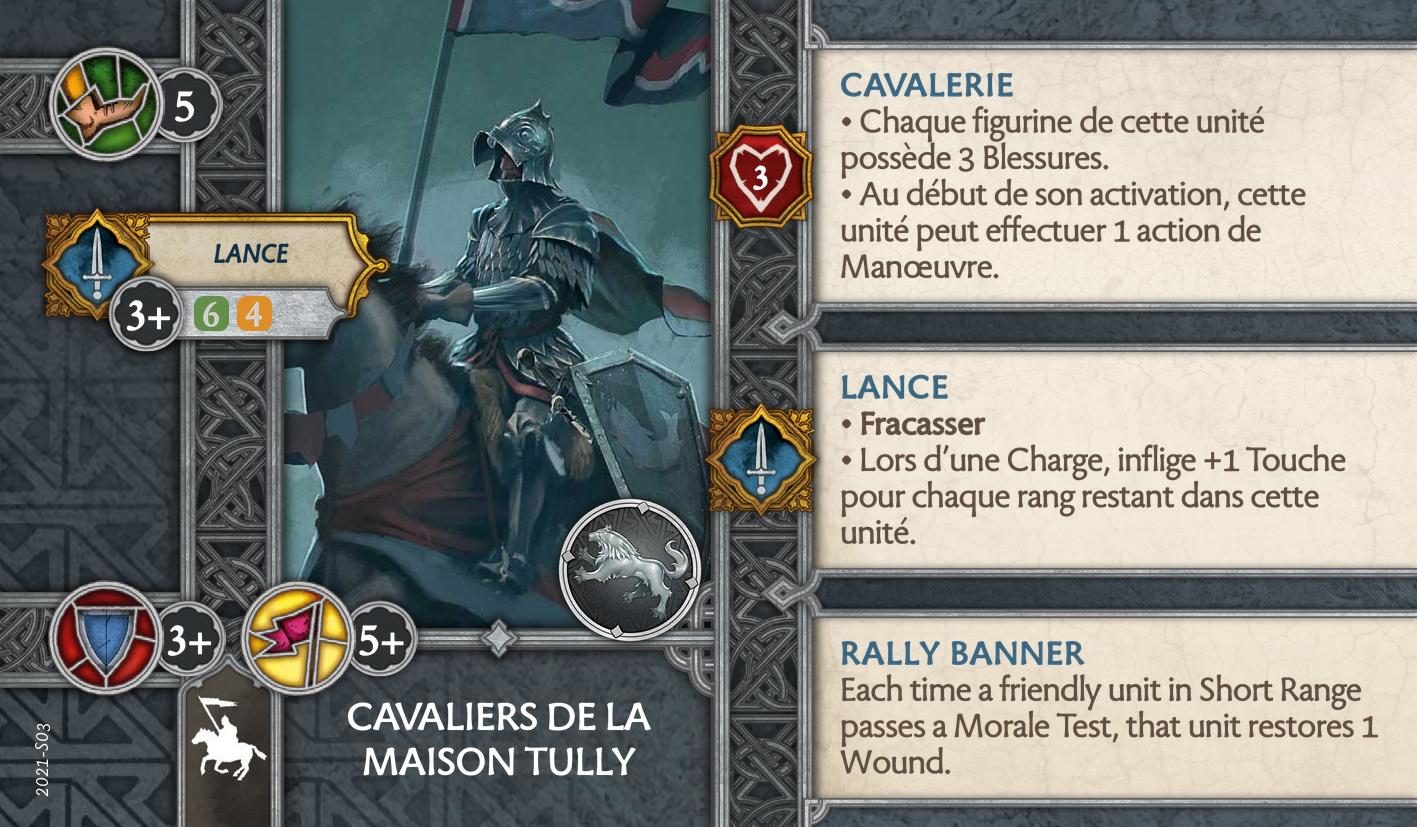 5
LANCE
3+ 6 4
3+
5+
CAVALIERS DE LA
MAISON TULLY
2021-S03
3
CAVALERIE
• Chaque figurine de cette unité
possède 3 Blessures.
• Au début de son activation, cette
unité peut effectuer 1 action de
Manœuvre.
LANCE
• Fracasser
• Lors d’une Charge, inflige +1 Touche
pour chaque rang restant dans cette
unité.
RALLY BANNER
Each time a friendly unit in Short Range
passes a Morale Test, that unit restores 1
Wound.